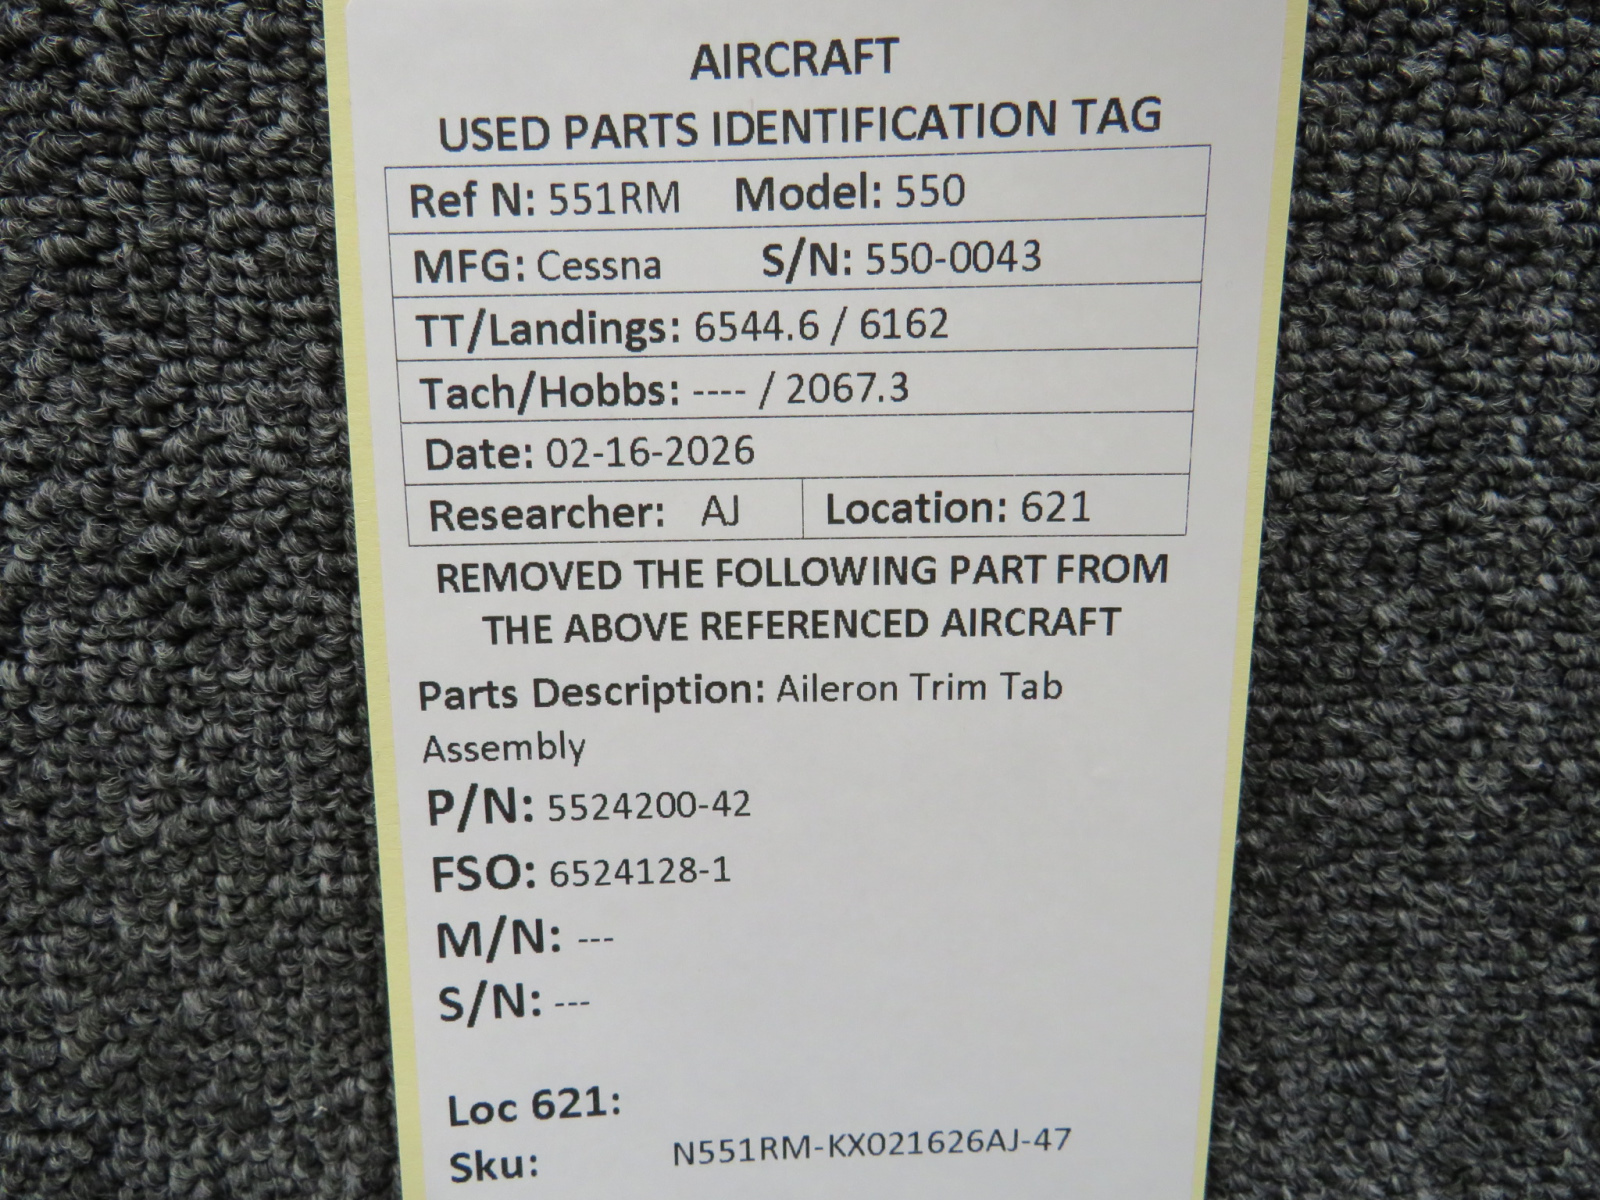 AIRCRAFT
USED PARTS IDENTIFICATION TAG
Ref N: 551RM Model: 550
MFG: Cessna S/N: 550-0043
TT/Landings: 6544.6 / 6162
Tach/Hobbs: ---- / 2067.3
Date: 02-16-2026
Researcher: AJ Location: 621
REMOVED THE FOLLOWING PART FROM
THE ABOVE REFERENCED AIRCRAFT
Parts Description: Aileron Trim Tab
Assembly
P/N: 5524200-42
FSO: 6524128-1
M/N: ---
S/N: ---
Loc 621:
Sku: N551RM-KX021626AJ-47